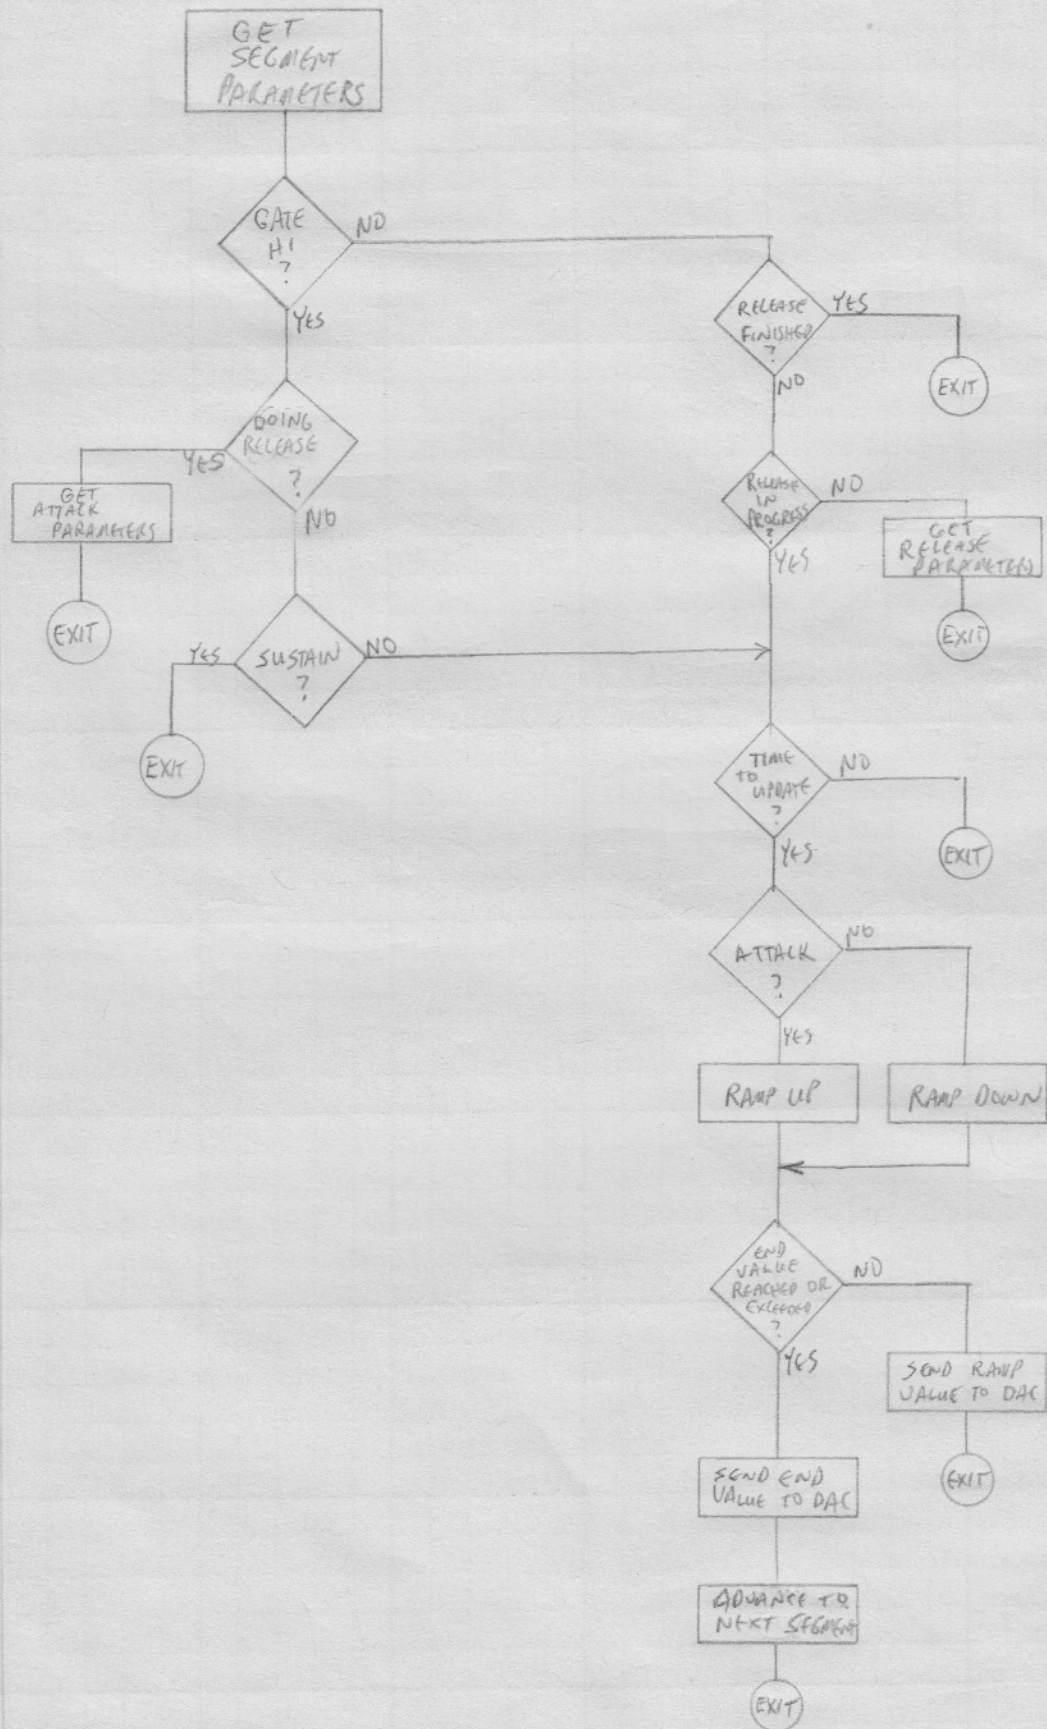 GET
SEGMENT
PARAMETERS
GATE
HI
?
NO
YES
RELEASE
FINISHED
?
YES
EXIT
NO
DOING
RELEASE
?
YES
GET
ATTACK
PARAMETERS
EXIT
NO
RELEASE
IN
PROGRESS
?
NO
GET
RELEASE
PARAMETERS
EXIT
YES
SUSTAIN
?
YES
EXIT
NO
TIME
TO
UPDATE
?
NO
EXIT
YES
ATTACK
?
NO
YES
RAMP UP
RAMP DOWN
END
VALUE
REACHED OR
EXCEEDED
?
NO
YES
SEND RAMP
VALUE TO DAC
EXIT
SEND END
VALUE TO DAC
ADVANCE TO
NEXT SEGMENT
EXIT